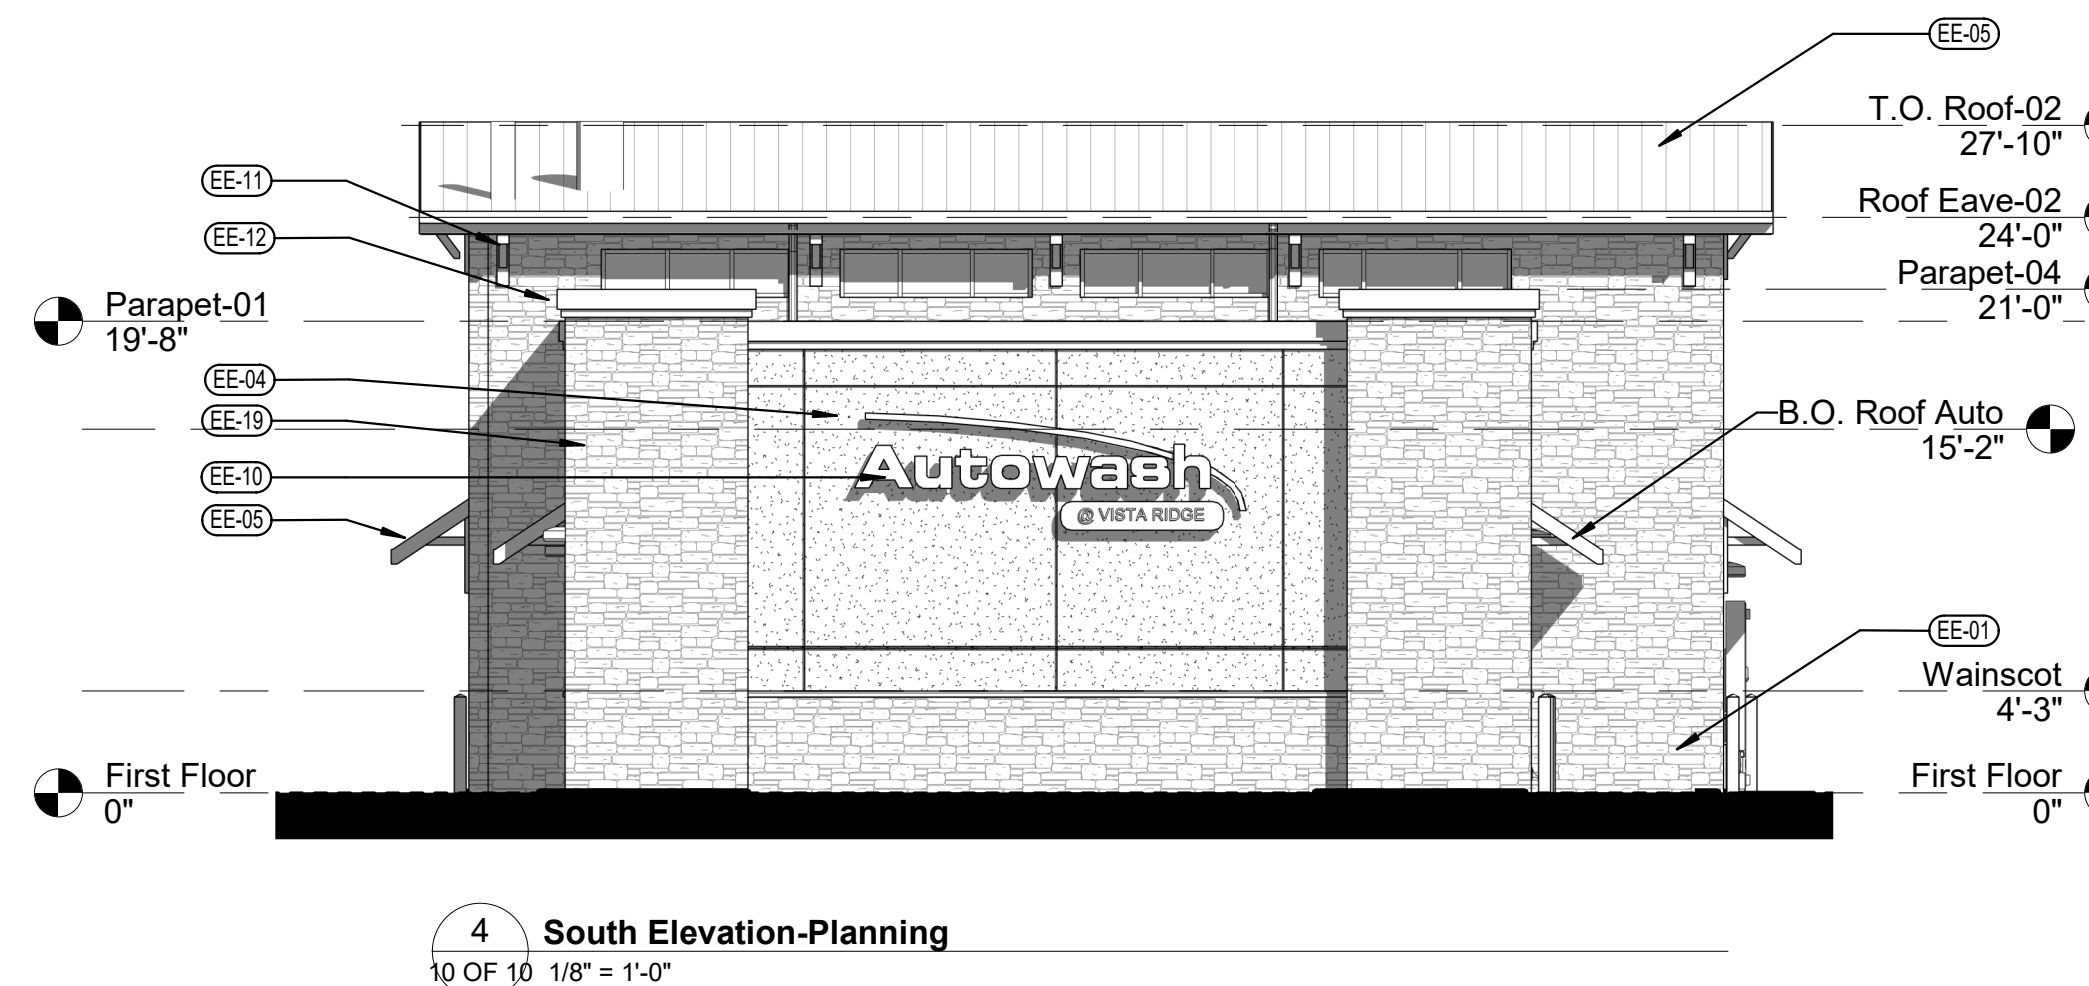 EE-05
T.O. Roof-02
27'-10"
EE-11
Roof Eave-02
24'-0"
EE-12
Parapet-04
21'-0"
Parapet-01
19'-8"
EE-04
EE-19
B.O. Roof Auto
15'-2"
Autowash
EE-10
@ VISTA RIDGE
EE-05
EE-01
Wainscot
4'-3"
First Floor
0"
First Floor
0"
4
South Elevation-Planning
10 OF 10
1/8" = 1'-0"